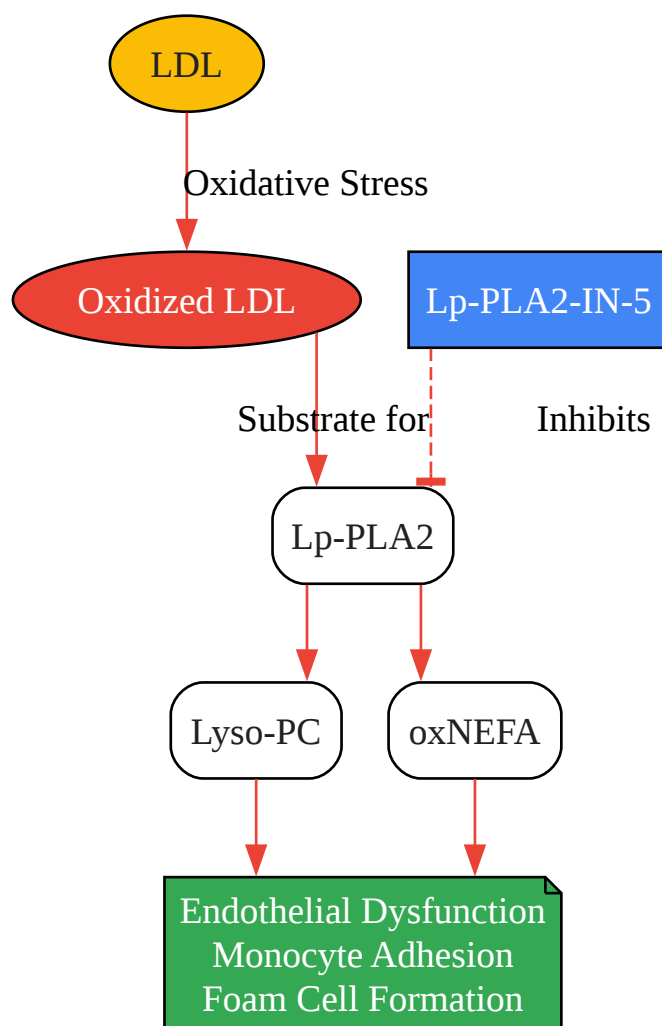 LDL
Oxidative Stress
Oxidized LDL
Lp-PLA2-IN-5
Substrate for
Inhibits
Lp-PLA2
Lyso-PC
oxNEFA
Endothelial Dysfunction
Monocyte Adhesion
Foam Cell Formation